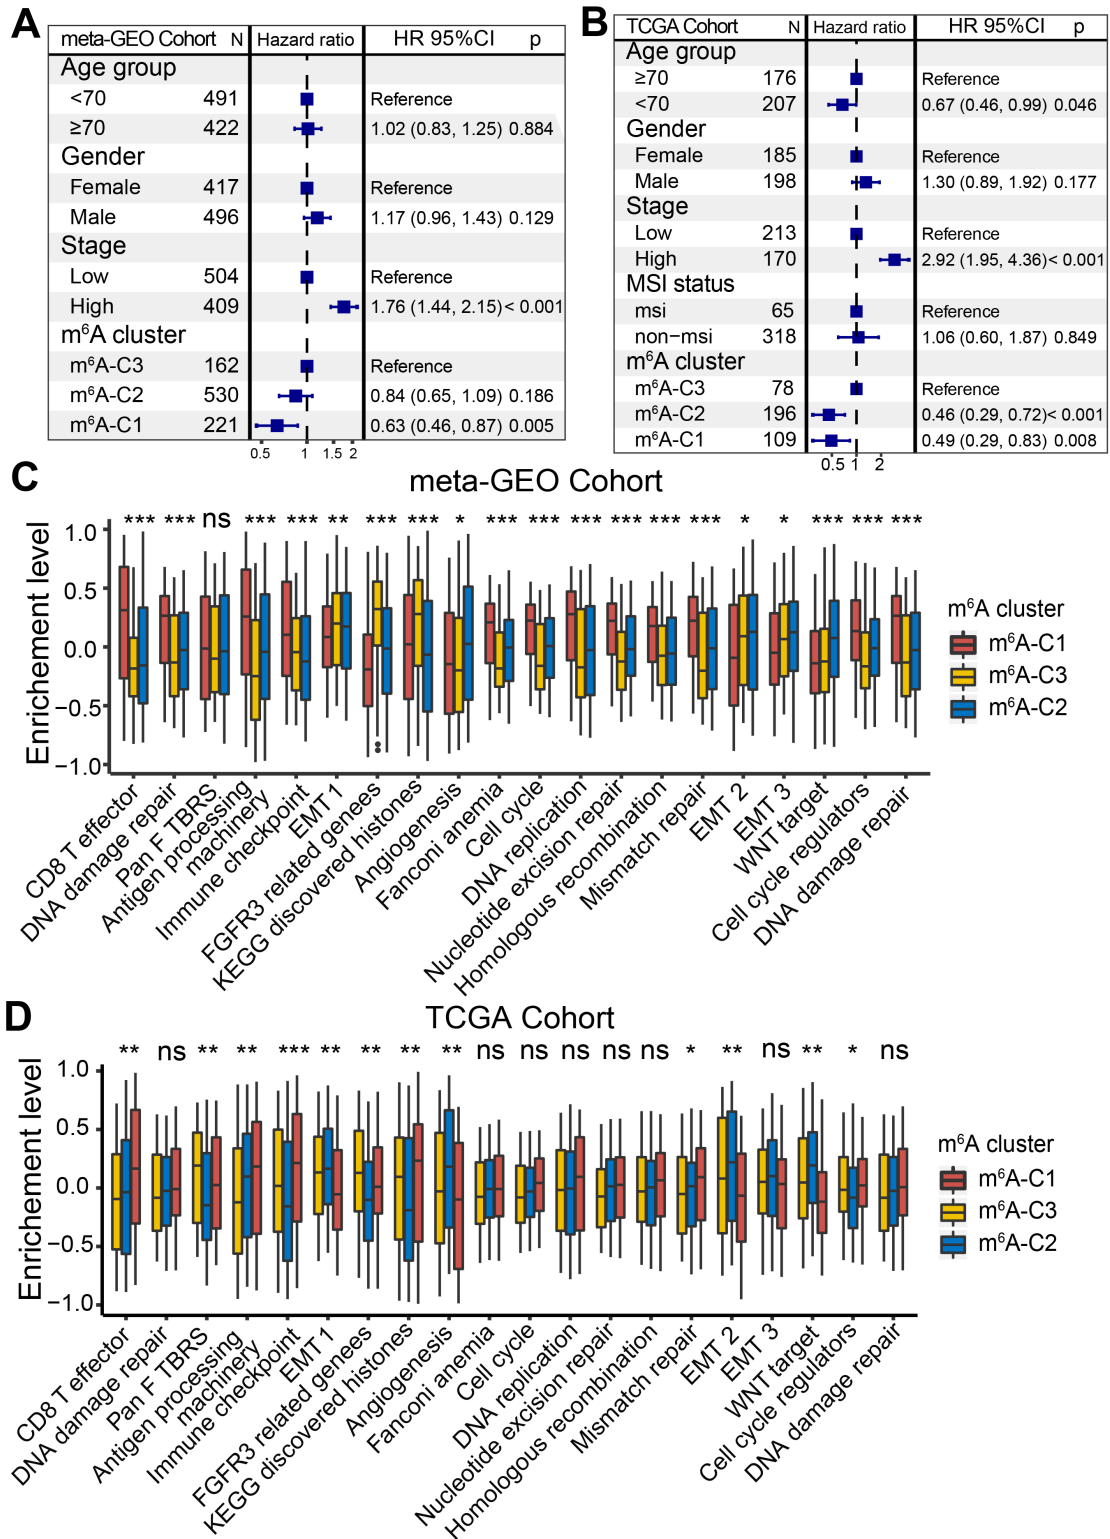 A
meta-GEO Cohort N Hazard ratio HR 95%CI p
Age group
<70 491 Reference
≥70 422 1.02 (0.83, 1.25) 0.884
Gender
Female 417 Reference
Male 496 1.17 (0.96, 1.43) 0.129
Stage
Low 504 Reference
High 409 1.76 (1.44, 2.15) < 0.001
m⁶A cluster
m⁶A-C3 162 Reference
m⁶A-C2 530 0.84 (0.65, 1.09) 0.186
m⁶A-C1 221 0.63 (0.46, 0.87) 0.005
0.5 1 1.5 2
B
TCGA Cohort N Hazard ratio HR 95%CI p
Age group
≥70 176 Reference
<70 207 0.67 (0.46, 0.99) 0.046
Gender
Female 185 Reference
Male 198 1.30 (0.89, 1.92) 0.177
Stage
Low 213 Reference
High 170 2.92 (1.95, 4.36) < 0.001
MSI status
msi 65 Reference
non−msi 318 1.06 (0.60, 1.87) 0.849
m⁶A cluster
m⁶A-C3 78 Reference
m⁶A-C2 196 0.46 (0.29, 0.72) < 0.001
m⁶A-C1 109 0.49 (0.29, 0.83) 0.008
0.5 1 2
C
meta-GEO Cohort
*** *** ns *** *** ** *** *** * *** *** *** *** *** *** * * *** *** ***
Enrichement level
1.0
0.5
0.0
−0.5
−1.0
CD8 T effector
DNA damage repair
Pan F TBRS
Antigen processing
machinery
Immune checkpoint
EMT 1
FGFR3 related genees
KEGG discovered histones
Angiogenesis
Fanconi anemia
Cell cycle
DNA replication
Nucleotide excision repair
Homologous recombination
Mismatch repair
EMT 2
EMT 3
WNT target
Cell cycle regulators
DNA damage repair
m⁶A cluster
m⁶A-C1
m⁶A-C3
m⁶A-C2
D
TCGA Cohort
** ns ** ** *** ** ** ** ** ns ns ns ns ns * ** ns ** * ns
Enrichement level
1.0
0.5
0.0
−0.5
−1.0
CD8 T effector
DNA damage repair
Pan F TBRS
Antigen processing
machinery
Immune checkpoint
EMT 1
FGFR3 related genees
KEGG discovered histones
Angiogenesis
Fanconi anemia
Cell cycle
DNA replication
Nucleotide excision repair
Homologous recombination
Mismatch repair
EMT 2
EMT 3
WNT target
Cell cycle regulators
DNA damage repair
m⁶A cluster
m⁶A-C1
m⁶A-C3
m⁶A-C2